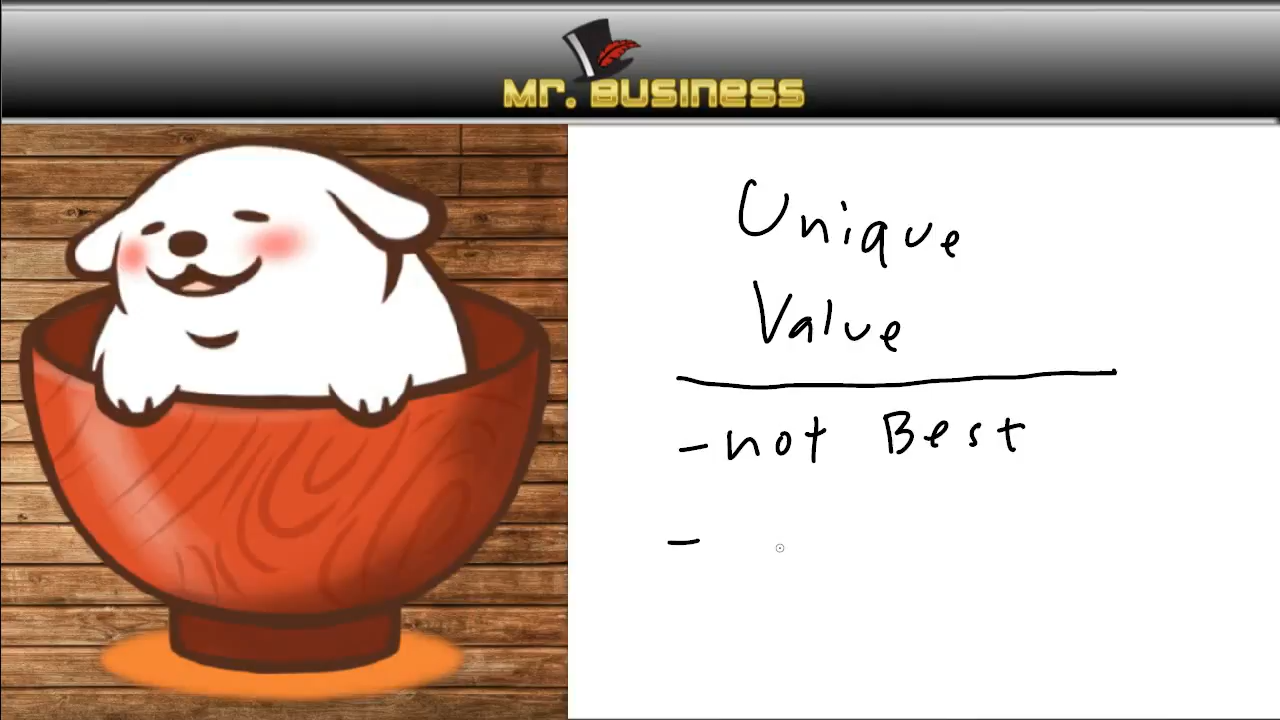 Mr. Business
Unique
Value
- not Best
-